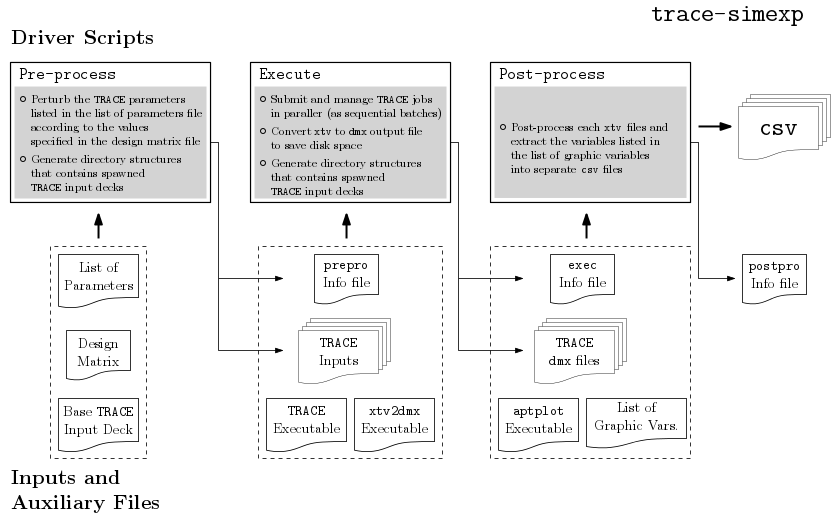 trace-simexp
Driver Scripts
Pre-process
Perturb the TRACE parameters
listed in the list of parameters file
according to the values
specified in the design matrix file
Generate directory structures
that contains spawned
TRACE input decks
Execute
Submit and manage TRACE jobs
in paraller (as sequential batches)
Convert xtv to dmx output file
to save disk space
Generate directory structures
that contains spawned
TRACE input decks
Post-process
Post-process each xtv files and
extract the variables listed in
the list of graphic variables
into separate csv files
csv
List of
Parameters
Design
Matrix
Base TRACE
Input Deck
prepro
Info file
TRACE
Inputs
TRACE
Executable
xtv2dmx
Executable
exec
Info file
TRACE
dmx files
aptplot
Executable
List of
Graphic Vars.
postpro
Info file
Inputs and
Auxiliary Files